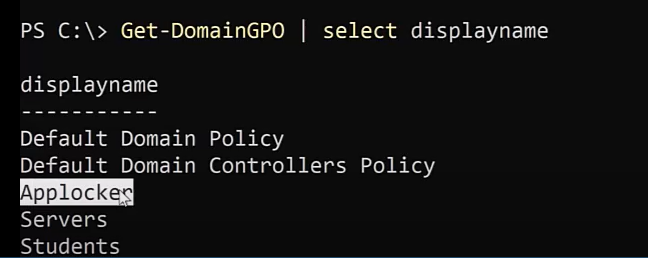 PS C:\> Get-DomainGPO | select displayname
displayname
-----------
Default Domain Policy
Default Domain Controllers Policy
Applocker
Servers
Students